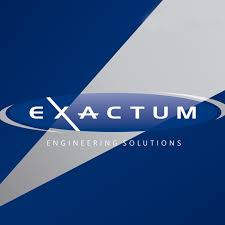 EXACTUM
ENGINEERING SOLUTIONS